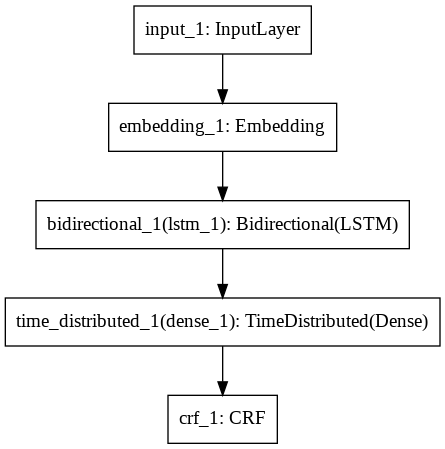 input_1: InputLayer
embedding_1: Embedding
bidirectional_1(lstm_1): Bidirectional(LSTM)
time_distributed_1(dense_1): TimeDistributed(Dense)
crf_1: CRF